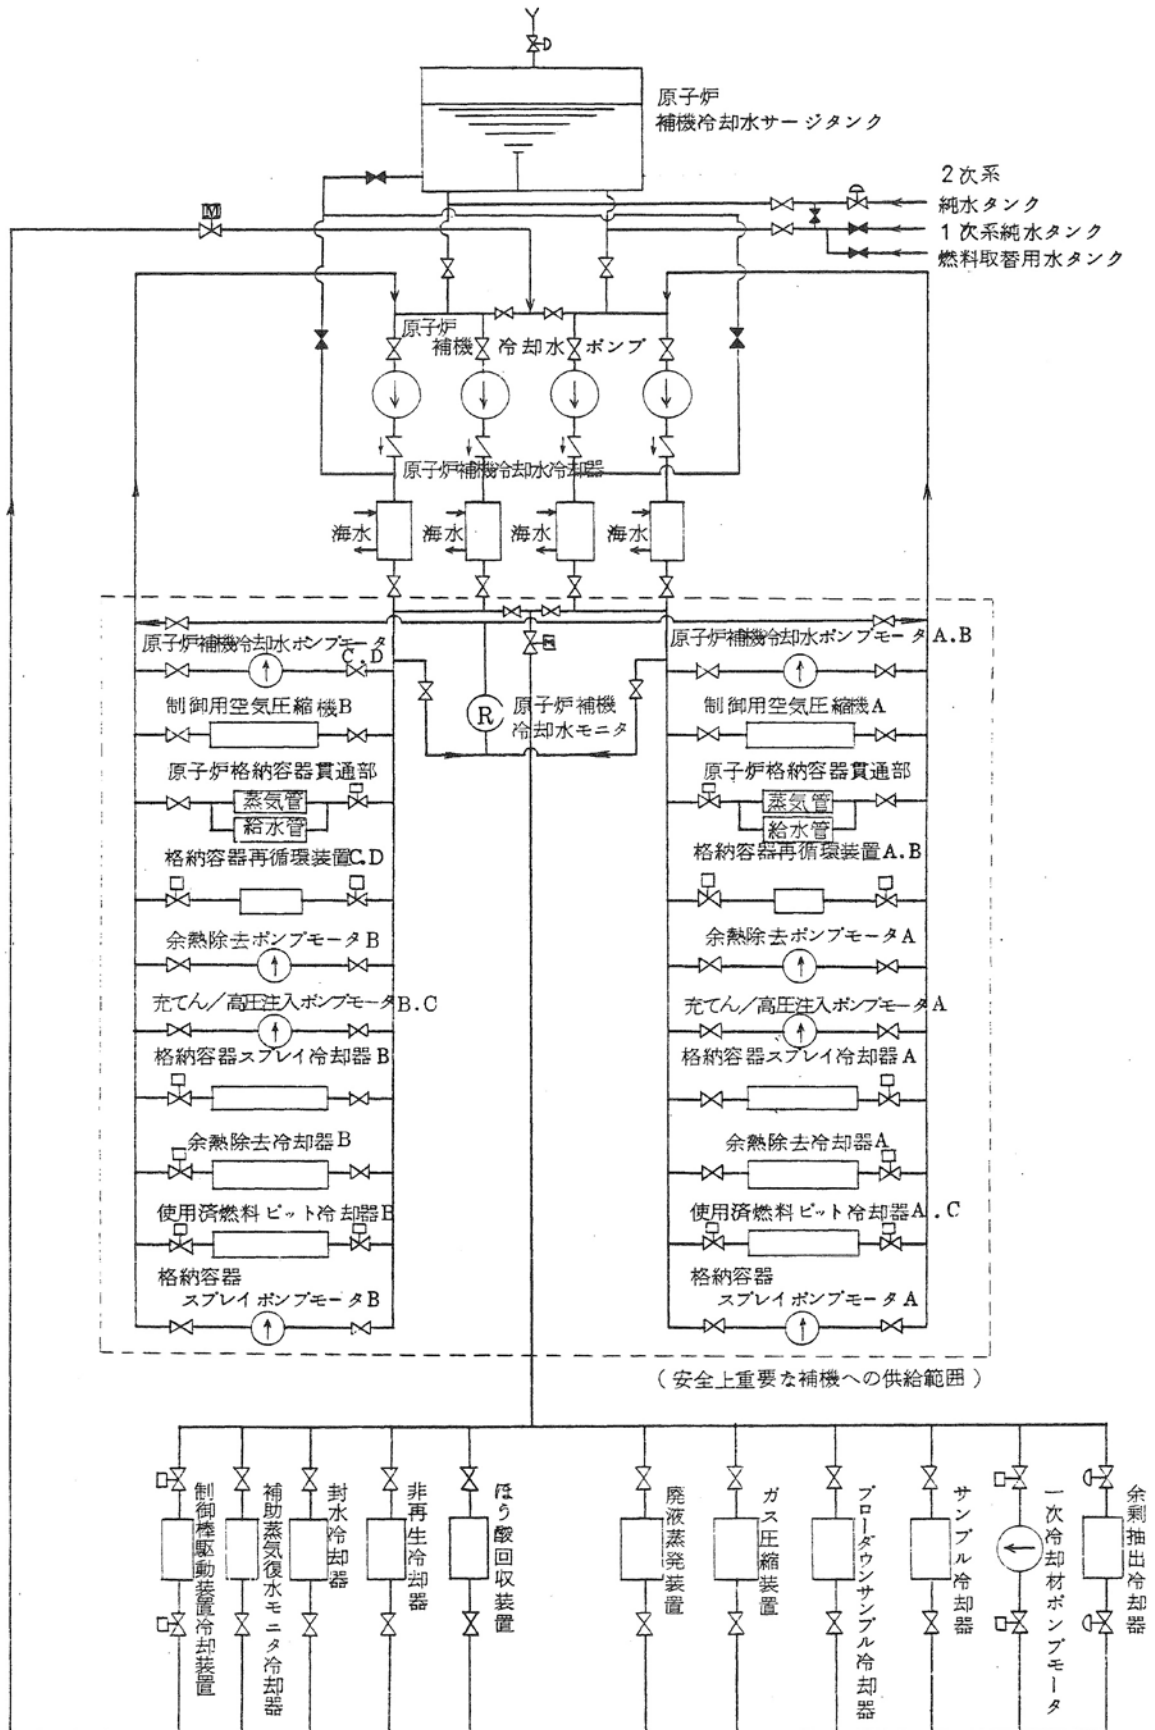 原子炉
補機冷却水サージタンク
2次系
純水タンク
1次系純水タンク
燃料取替用水タンク
M
原子炉
補機冷却水ポンプ
原子炉補機冷却水冷却器
海水
海水
海水
海水
原子炉補機冷却水ポンプモータ
C.D
原子炉補機冷却水ポンプモータA.B
制御用空気圧縮機B
R
原子炉補機
冷却水モニタ
制御用空気圧縮機A
原子炉格納容器貫通部
蒸気管
給水管
原子炉格納容器貫通部
蒸気管
給水管
格納容器再循環装置C.D
格納容器再循環装置A.B
余熱除去ポンプモータB
余熱除去ポンプモータA
充てん/高圧注入ポンプモータB.C
充てん/高圧注入ポンプモータA
格納容器スプレイ冷却器B
格納容器スプレイ冷却器A
余熱除去冷却器B
余熱除去冷却器A
使用済燃料ピット冷却器B
使用済燃料ピット冷却器A.C
格納容器
スプレイポンプモータB
格納容器
スプレイポンプモータA
(安全上重要な補機への供給範囲)
制御棒駆動装置冷却装置
補助蒸気復水モニタ冷却器
封水冷却器
非再生冷却器
ほう酸回収装置
廃液蒸発装置
ガス圧縮装置
ブローダウンサンプル冷却器
サンプル冷却器
一次冷却材ポンプモータ
余剰抽出冷却器